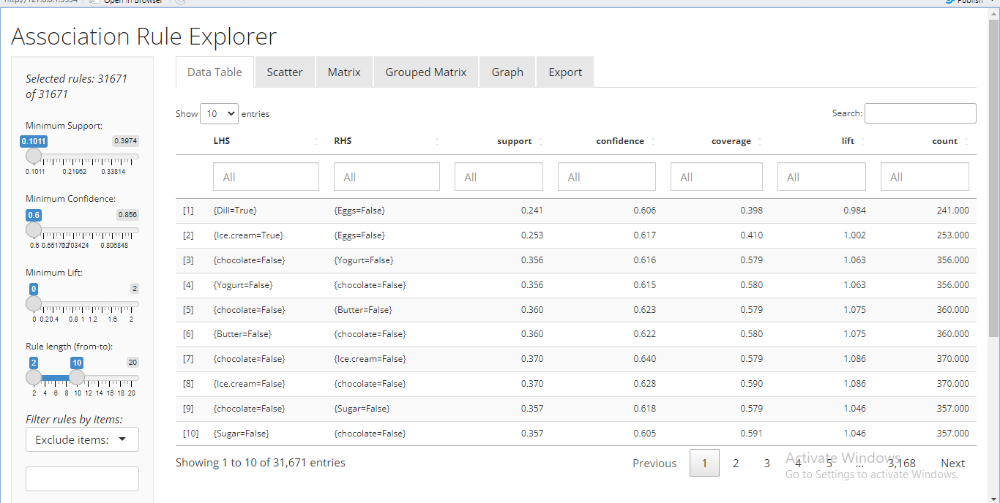 Open in Browser
Publish
Association Rule Explorer
Selected rules: 31671
of 31671
Minimum Support:
0.1011 0.3974
0.1011 0.21962 0.33814
Minimum Confidence:
0.6 0.856
0.6 0.806848
Minimum Lift:
0 2
0 0.2 0.4 0.8 1 1.2 1.6 2
Rule length (from-to):
2 10 20
2 4 6 8 10 12 14 16 18 20
Filter rules by items:
Exclude items:
Data Table Scatter Matrix Grouped Matrix Graph Export
Show 10 entries Search:
LHS RHS support confidence coverage lift count
All All All All All All All
[1] {Dill=True} {Eggs=False} 0.241 0.606 0.398 0.984 241.000
[2] {Ice.cream=True} {Eggs=False} 0.253 0.617 0.410 1.002 253.000
[3] {chocolate=False} {Yogurt=False} 0.356 0.616 0.579 1.063 356.000
[4] {Yogurt=False} {chocolate=False} 0.356 0.615 0.580 1.063 356.000
[5] {chocolate=False} {Butter=False} 0.360 0.623 0.579 1.075 360.000
[6] {Butter=False} {chocolate=False} 0.360 0.622 0.580 1.075 360.000
[7] {chocolate=False} {Ice.cream=False} 0.370 0.640 0.579 1.086 370.000
[8] {Ice.cream=False} {chocolate=False} 0.370 0.628 0.590 1.086 370.000
[9] {chocolate=False} {Sugar=False} 0.357 0.618 0.579 1.046 357.000
[10] {Sugar=False} {chocolate=False} 0.357 0.605 0.591 1.046 357.000
Showing 1 to 10 of 31,671 entries Previous 1 2 3 4 5 ... 3,168 Next
Activate Windows
Go to Settings to activate Windows.